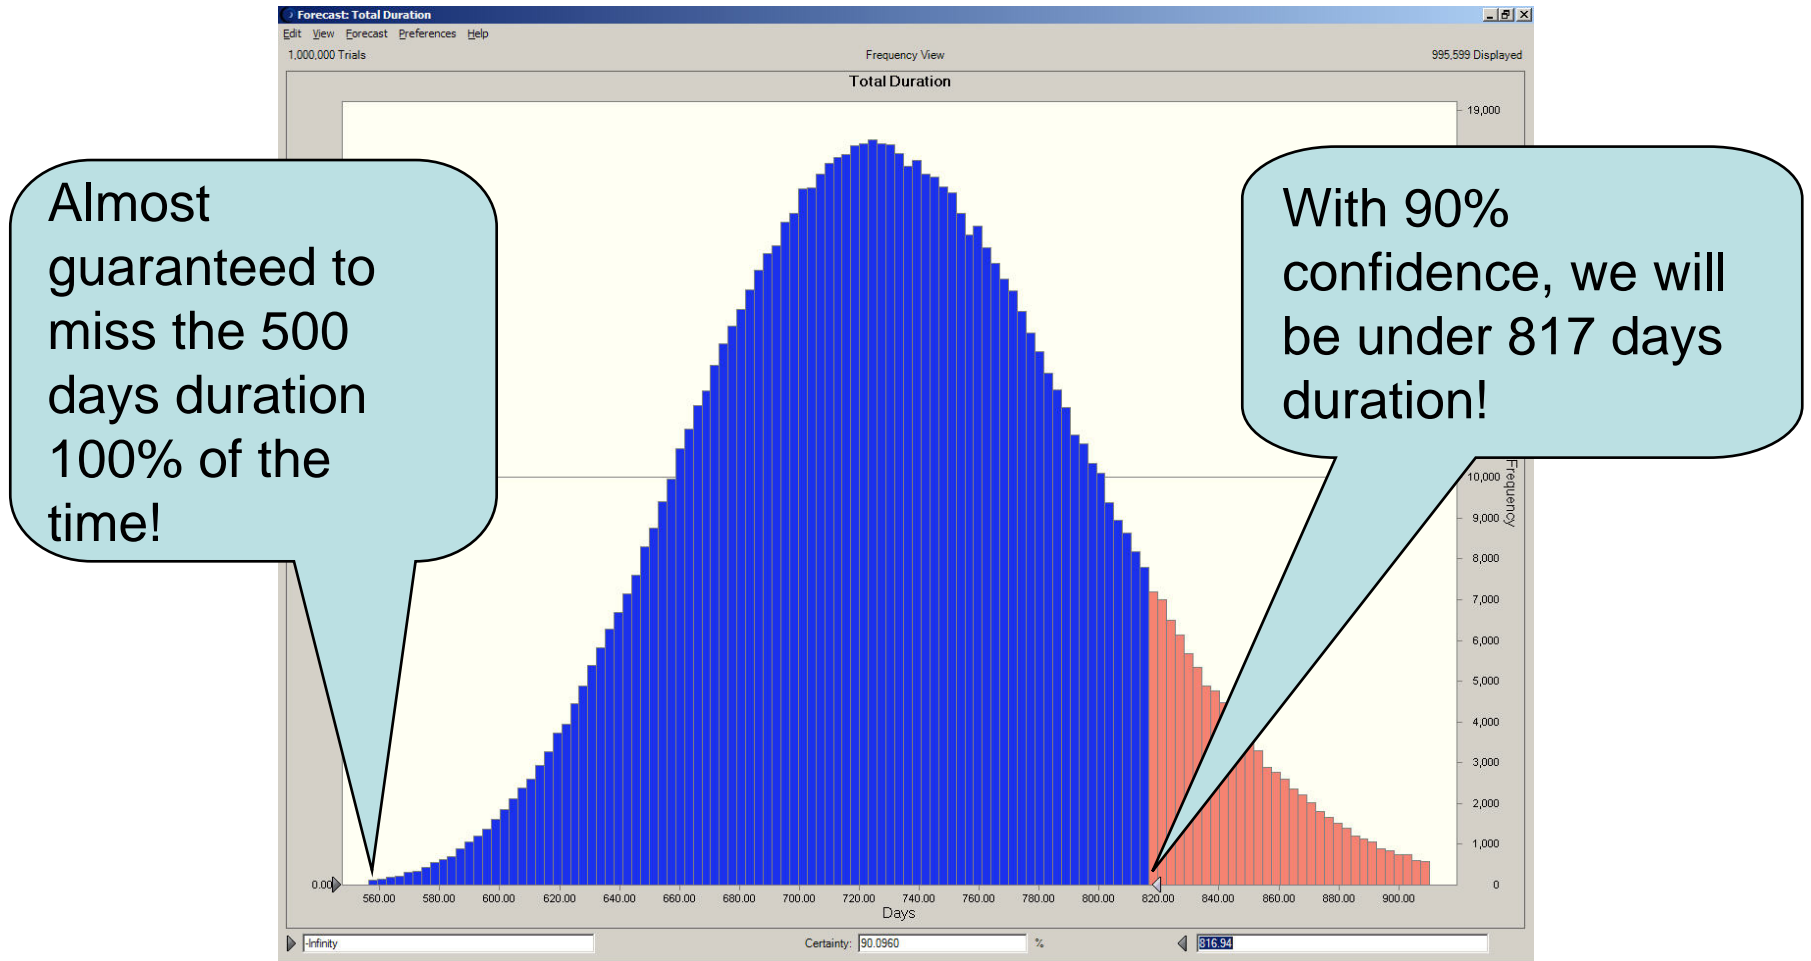 Forecast: Total Duration
Edit View Forecast Preferences Help
1,000,000 Trials
Frequency View
995,599 Displayed
Total Duration
Almost
guaranteed to
miss the 500
days duration
100% of the
time!
With 90%
confidence, we will
be under 817 days
duration!
19,000
10,000
9,000
8,000
7,000
6,000
5,000
4,000
3,000
2,000
1,000
0
Frequency
0.00
560.00 580.00 600.00 620.00 640.00 660.00 680.00 700.00 720.00 740.00 760.00 780.00 800.00 820.00 840.00 860.00 880.00 900.00
Days
-Infinity
Certainty: 90.0960 %
816.94